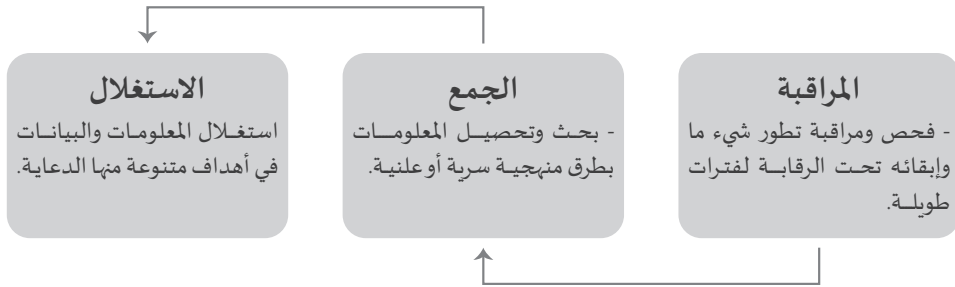 المراقبة
- فحص ومراقبة تطور شيء ما
وإبقائه تحت الرقابة لفترات
طويلة.
الجمع
- بحث وتحصيل المعلومات
بطرق منهجية سرية أو علنية.
الاستغلال
استغلال المعلومات والبيانات
في أهداف متنوعة منها الدعاية.